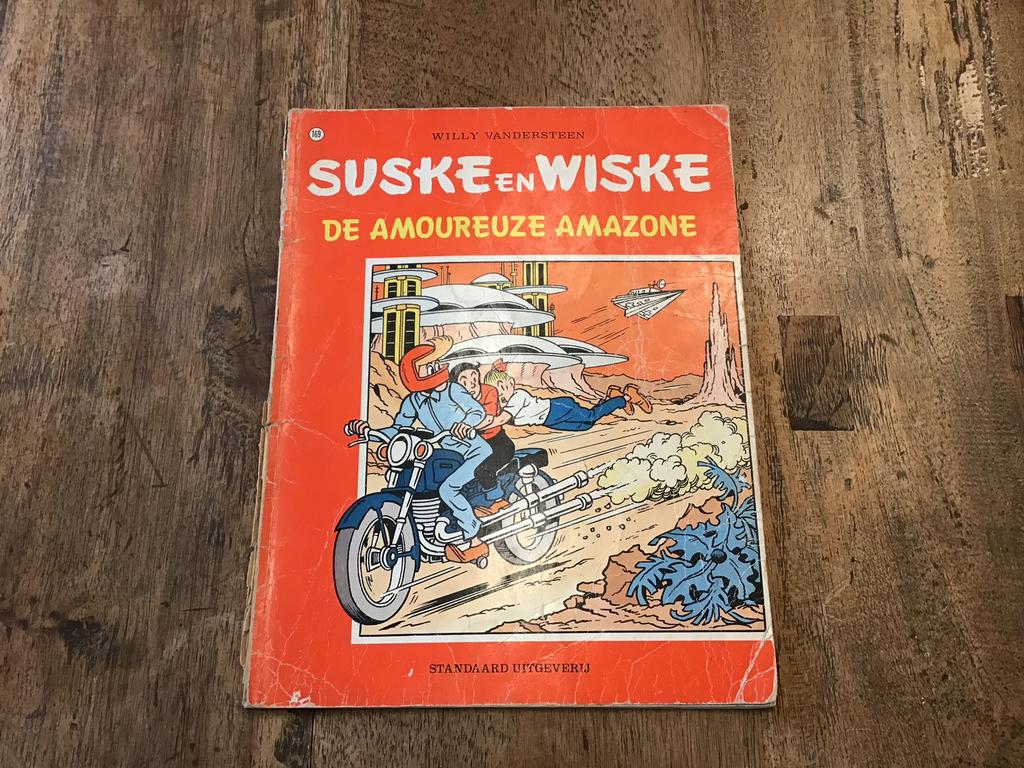 169
WILLY VANDERSTEEN
SUSKE EN WISKE
DE AMOUREUZE AMAZONE
STANDAARD UITGEVERIJ